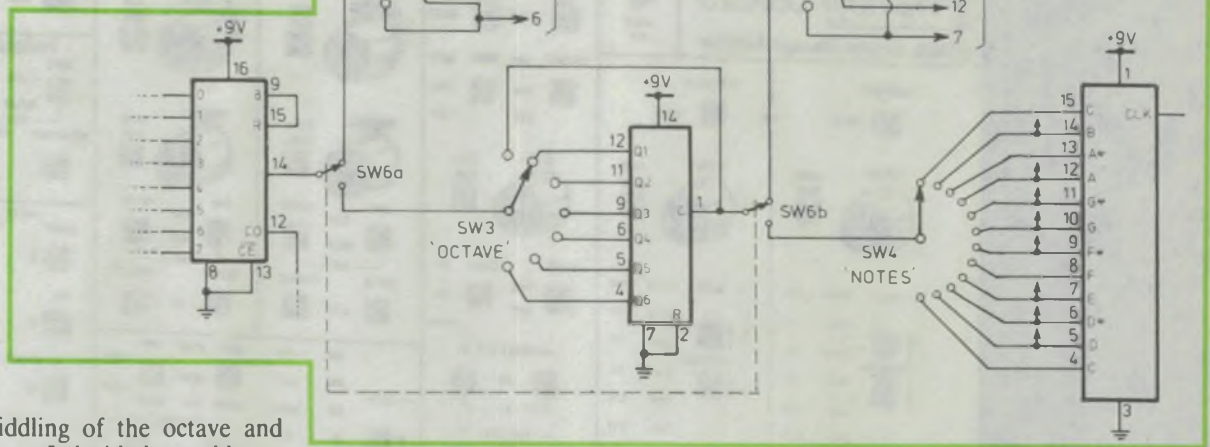 6
12
7
+9V
16
0
1
2
3
4
5
6
7
9
15
14
12
B
R
CO
CE
8
13
SW6a
SW3
'OCTAVE'
+9V
14
12 Q1
11 Q2
9 Q3
6 Q4
5 Q5
4 Q6
C 1
R
7
2
SW6b
SW4
'NOTES'
+9V
1
CLK
15 C
14 B
13 A*
12 A
11 G*
10 G
9 F*
8 F
7 E
6 D*
5 D
4 C
3
iddling of the octave and